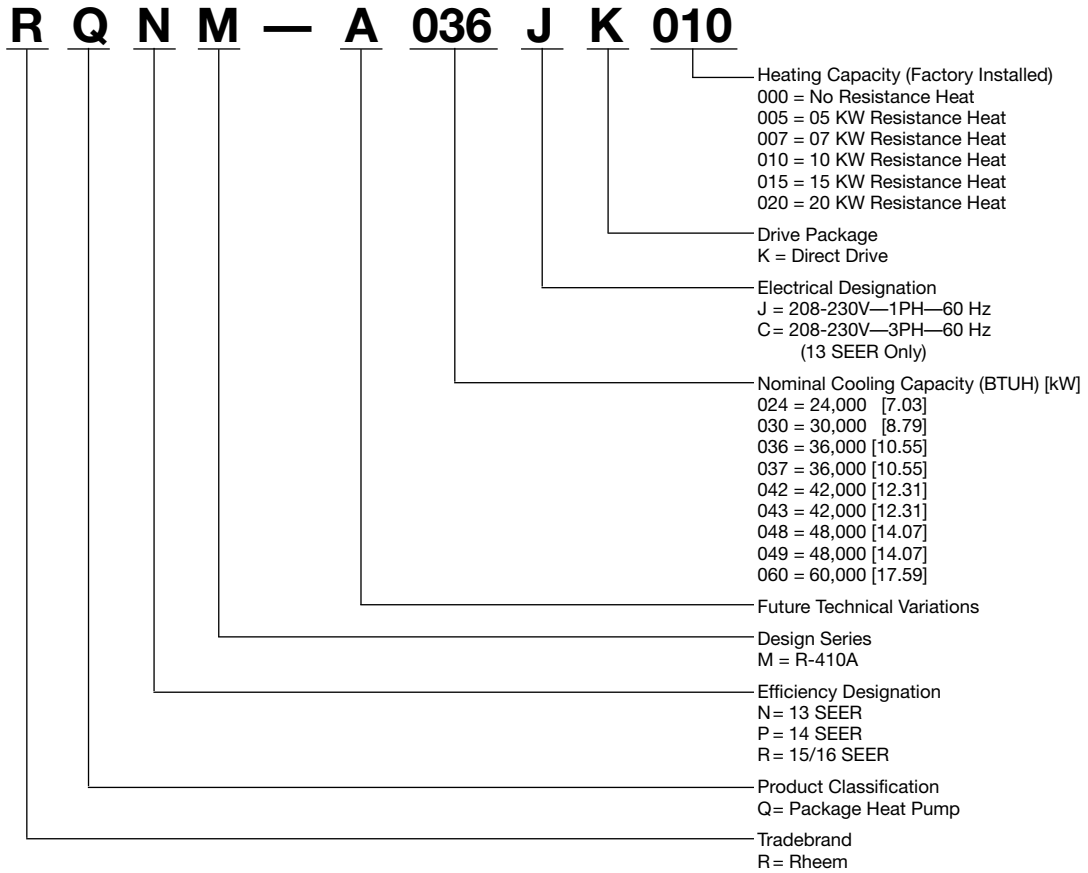 R Q N M — A 036 J K 010
Heating Capacity (Factory Installed)
000 = No Resistance Heat
005 = 05 KW Resistance Heat
007 = 07 KW Resistance Heat
010 = 10 KW Resistance Heat
015 = 15 KW Resistance Heat
020 = 20 KW Resistance Heat
Drive Package
K = Direct Drive
Electrical Designation
J = 208-230V—1PH—60 Hz
C= 208-230V—3PH—60 Hz
(13 SEER Only)
Nominal Cooling Capacity (BTUH) [kW]
024 = 24,000 [7.03]
030 = 30,000 [8.79]
036 = 36,000 [10.55]
037 = 36,000 [10.55]
042 = 42,000 [12.31]
043 = 42,000 [12.31]
048 = 48,000 [14.07]
049 = 48,000 [14.07]
060 = 60,000 [17.59]
Future Technical Variations
Design Series
M = R-410A
Efficiency Designation
N= 13 SEER
P = 14 SEER
R= 15/16 SEER
Product Classification
Q= Package Heat Pump
Tradebrand
R= Rheem